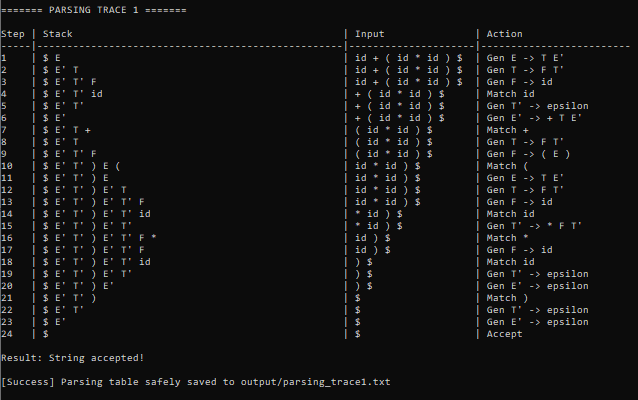 ======= PARSING TRACE 1 =======
Step | Stack | Input | Action
-----|--------------------------------------------------|--------------------|-------------------------
1 | $ E | id + ( id * id ) $ | Gen E -> T E'
2 | $ E' T | id + ( id * id ) $ | Gen T -> F T'
3 | $ E' T' F | id + ( id * id ) $ | Gen F -> id
4 | $ E' T' id | + ( id * id ) $ | Match id
5 | $ E' T' | + ( id * id ) $ | Gen T' -> epsilon
6 | $ E' | + ( id * id ) $ | Gen E' -> + T E'
7 | $ E' T + | ( id * id ) $ | Match +
8 | $ E' T | ( id * id ) $ | Gen T -> F T'
9 | $ E' T' F | ( id * id ) $ | Gen F -> ( E )
10 | $ E' T' ) E ( | id * id ) $ | Match (
11 | $ E' T' ) E | id * id ) $ | Gen E -> T E'
12 | $ E' T' ) E' T | id * id ) $ | Gen T -> F T'
13 | $ E' T' ) E' T' F | id * id ) $ | Gen F -> id
14 | $ E' T' ) E' T' id | * id ) $ | Match id
15 | $ E' T' ) E' T' | * id ) $ | Gen T' -> * F T'
16 | $ E' T' ) E' T' F * | id ) $ | Match *
17 | $ E' T' ) E' T' F | id ) $ | Gen F -> id
18 | $ E' T' ) E' T' id | ) $ | Match id
19 | $ E' T' ) E' T' | ) $ | Gen T' -> epsilon
20 | $ E' T' ) E' | ) $ | Gen E' -> epsilon
21 | $ E' T' ) | $ | Match )
22 | $ E' T' | $ | Gen T' -> epsilon
23 | $ E' | $ | Gen E' -> epsilon
24 | $ | $ | Accept
Result: String accepted!
[Success] Parsing table safely saved to output/parsing_trace1.txt